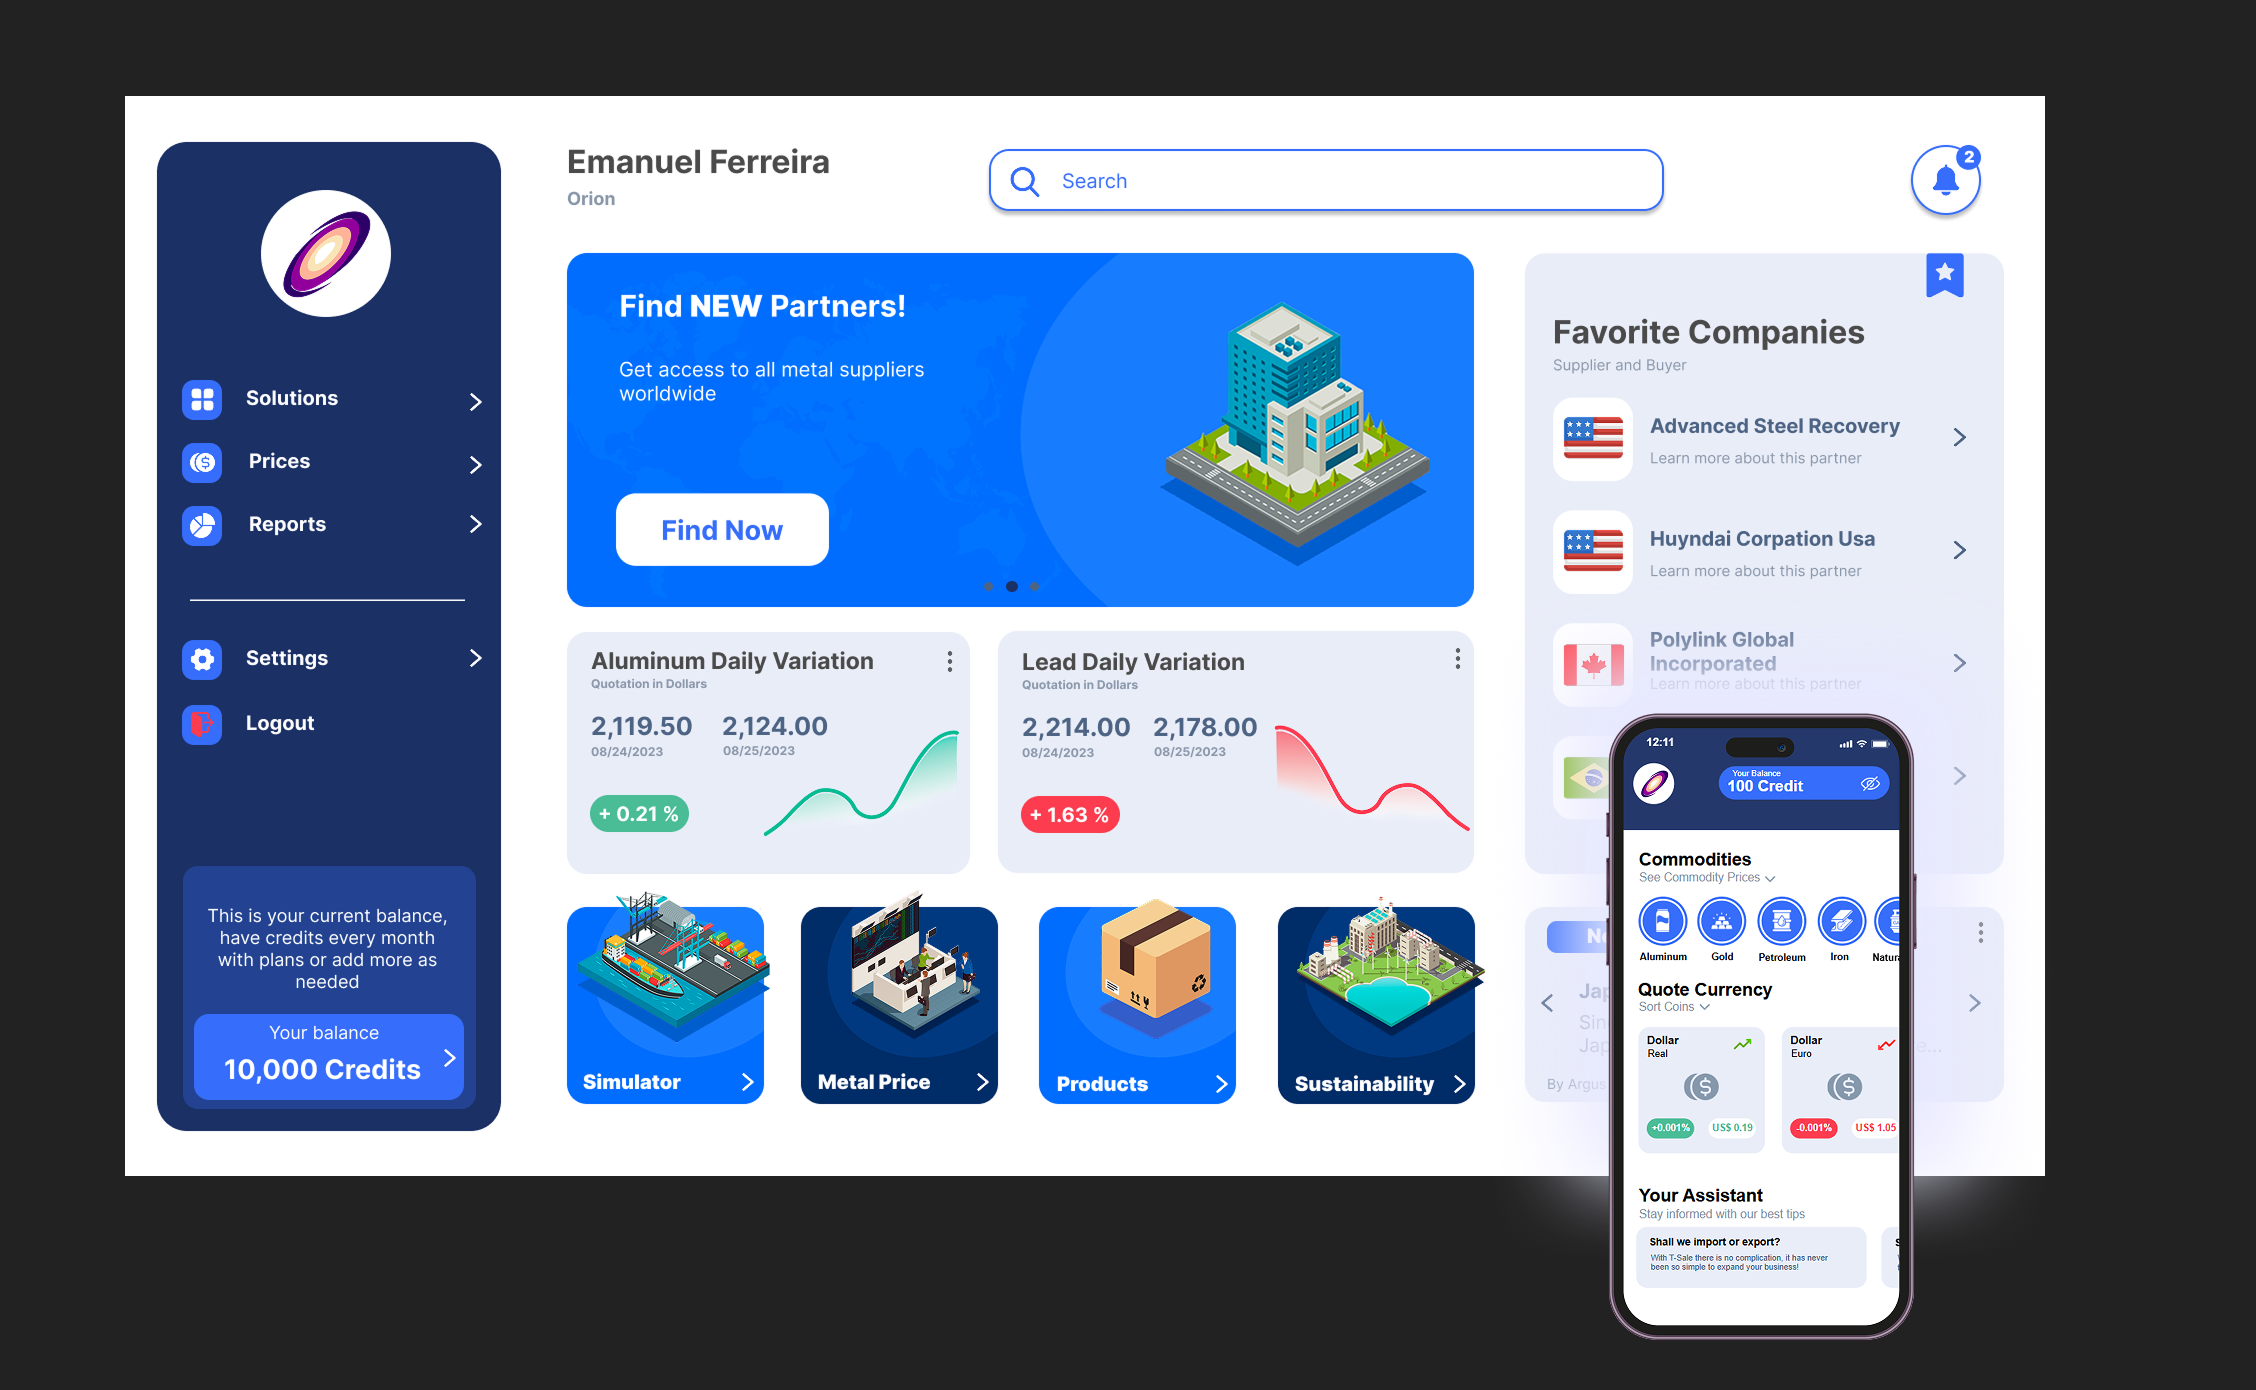 Emanuel Ferreira
Orion
Search
2
Solutions
Prices
Reports
Settings
Logout
This is your current balance,
have credits every month
with plans or add more as
needed
Your balance
10,000 Credits
Find NEW Partners!
Get access to all metal suppliers
worldwide
Find Now
Aluminum Daily Variation
Quotation in Dollars
2,119.50
2,124.00
08/24/2023
08/25/2023
+ 0.21 %
Lead Daily Variation
Quotation in Dollars
2,214.00
2,178.00
08/24/2023
08/25/2023
+ 1.63 %
Simulator
Metal Price
Products
Sustainability
Favorite Companies
Supplier and Buyer
Advanced Steel Recovery
Learn more about this partner
Huyndai Corpation Usa
Learn more about this partner
Polylink Global
Incorporated
Learn more about this partner
By Argus
12:11
Your Balance
100 Credit
Commodities
See Commodity Prices
Aluminum
Gold
Petroleum
Iron
Quote Currency
Sort Coins
Dollar
Real
+0.001%
US$ 0.19
Dollar
Euro
-0.001%
US$ 1.05
Your Assistant
Stay informed with our best tips
Shall we import or export?
With T-Sale there is no complication, it has never
been so simple to expand your business!